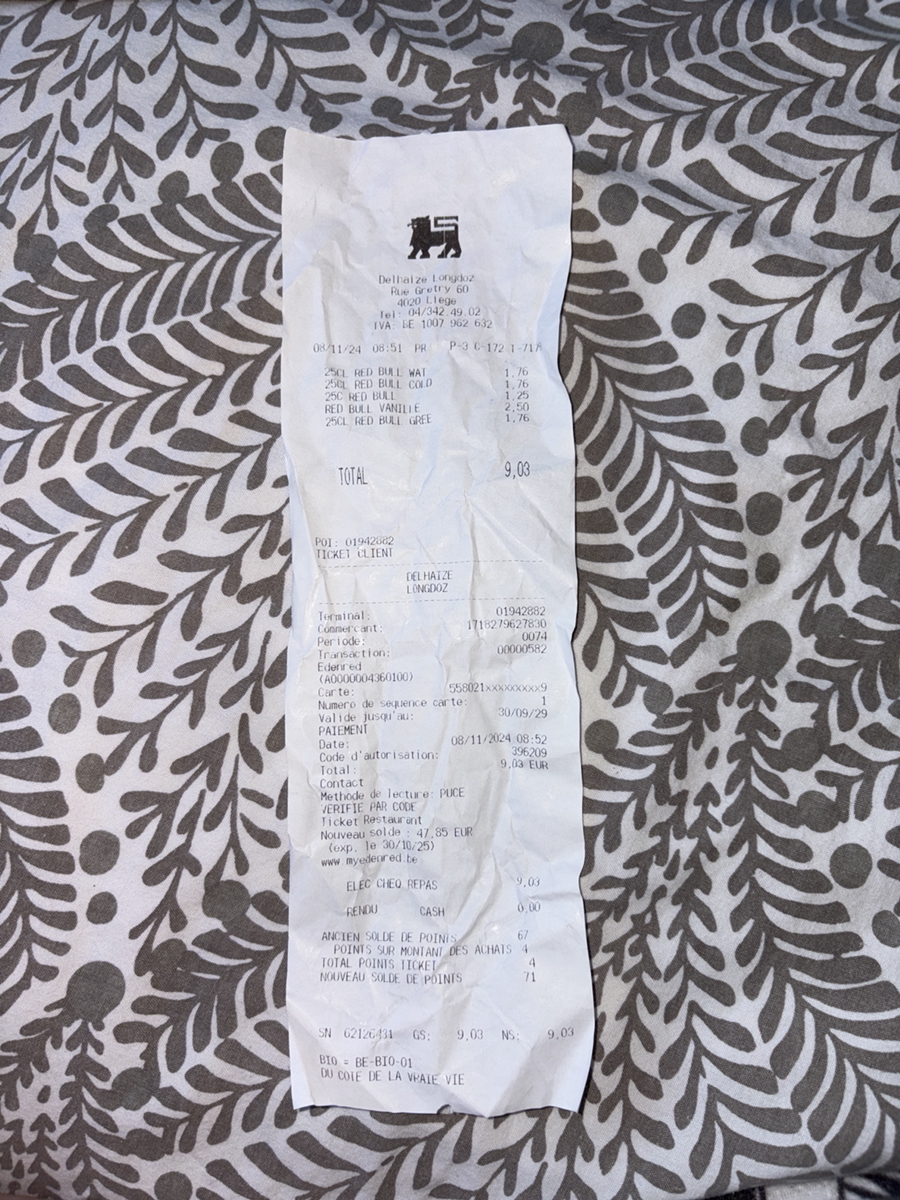 Delhaize Longdoz
Rue Gretry 60
4020 Liege
Tel: 04/342.49.02
TVA: BE 1007 962 632
08/11/24 08:51 PR P-3 C-172 T-717
25CL RED BULL WAT 1,76
25CL RED BULL COLD 1,76
25C RED BULL 1,25
RED BULL VANILLE 2,50
25CL RED BULL GREE 1,76
TOTAL 9,03
POI: 01942882
TICKET CLIENT
DELHAIZE
LONGDOZ
Terminal: 01942882
Commercant: 1718279627830
Periode: 0074
Transaction: 00000582
Edenred
(A0000004360100)
Carte: 558021xxxxxxxxx9
Numero de sequence carte: 1
Valide jusqu'au: 30/09/29
PAIEMENT
Date: 08/11/2024 08:52
Code d'autorisation: 396209
Total: 9,03 EUR
Contact
Methode de lecture: PUCE
VERIFIE PAR CODE
Ticket Restaurant
Nouveau solde : 47,85 EUR
(exp. le 30/10/25)
www.myedenred.be
ELEC CHEQ REPAS 9,03
RENDU CASH 0,00
ANCIEN SOLDE DE POINTS 67
POINTS SUR MONTANT DES ACHATS 4
TOTAL POINTS TICKET 4
NOUVEAU SOLDE DE POINTS 71
SN 62126431 GS: 9,03 NS: 9,03
BIO = BE-BIO-01
DU COTE DE LA VRAIE VIE